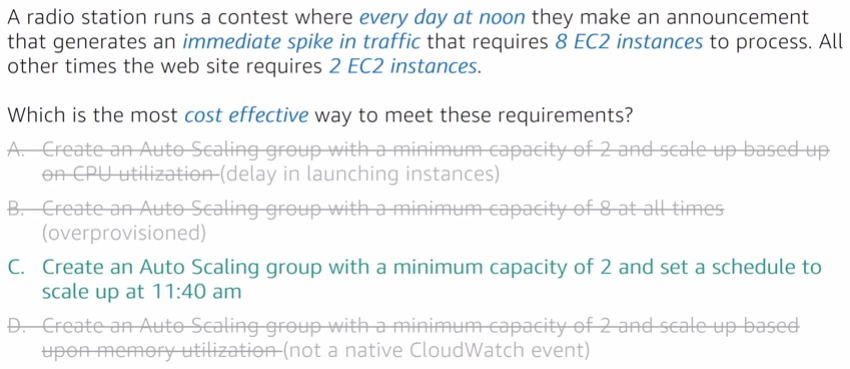 A radio station runs a contest where every day at noon they make an announcement
that generates an immediate spike in traffic that requires 8 EC2 instances to process. All
other times the web site requires 2 EC2 instances.
Which is the most cost effective way to meet these requirements?
A. Create an Auto Scaling group with a minimum capacity of 2 and scale up based up
on CPU utilization (delay in launching instances)
B. Create an Auto Scaling group with a minimum capacity of 8 at all times
(overprovisioned)
C. Create an Auto Scaling group with a minimum capacity of 2 and set a schedule to
scale up at 11:40 am
D. Create an Auto Scaling group with a minimum capacity of 2 and scale up based
upon memory utilization (not a native CloudWatch event)